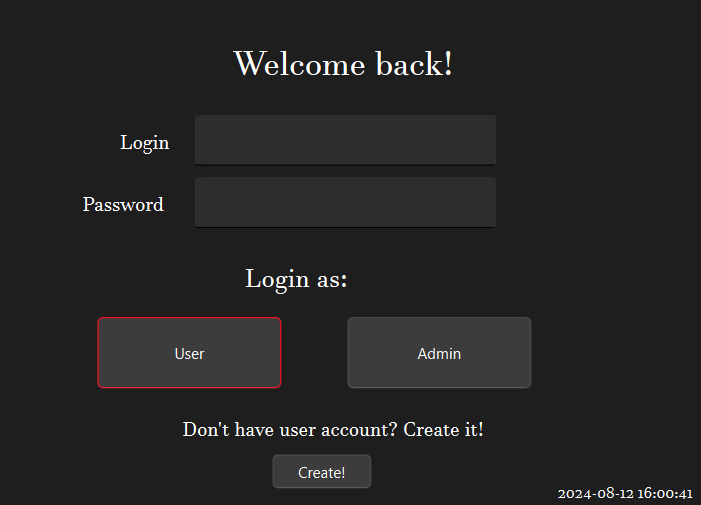 Welcome back!
Login
Password
Login as:
User
Admin
Don't have user account? Create it!
Create!
2024-08-12 16:00:41